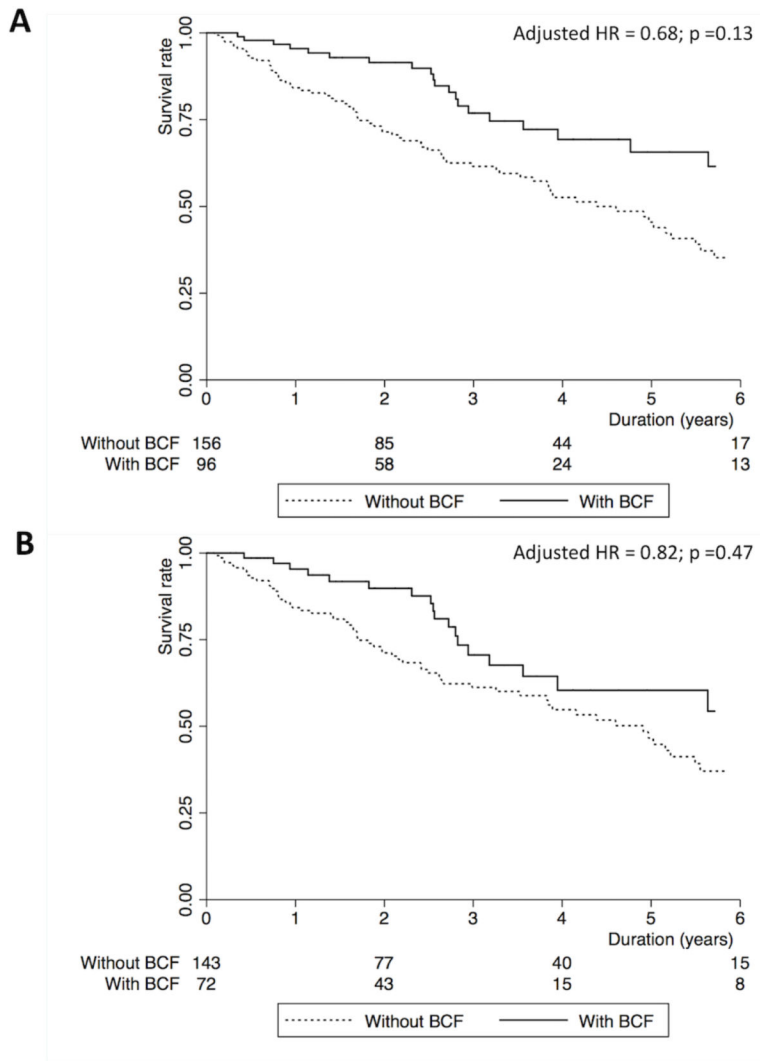 A
Adjusted HR = 0.68; p =0.13
Survival rate
1.00
0.75
0.50
0.25
0.00
0 1 2 3 4 5 6
Duration (years)
Without BCF 156 85 44 17
With BCF 96 58 24 13
Without BCF With BCF
B
Adjusted HR = 0.82; p =0.47
Survival rate
1.00
0.75
0.50
0.25
0.00
0 1 2 3 4 5 6
Duration (years)
Without BCF 143 77 40 15
With BCF 72 43 15 8
Without BCF With BCF